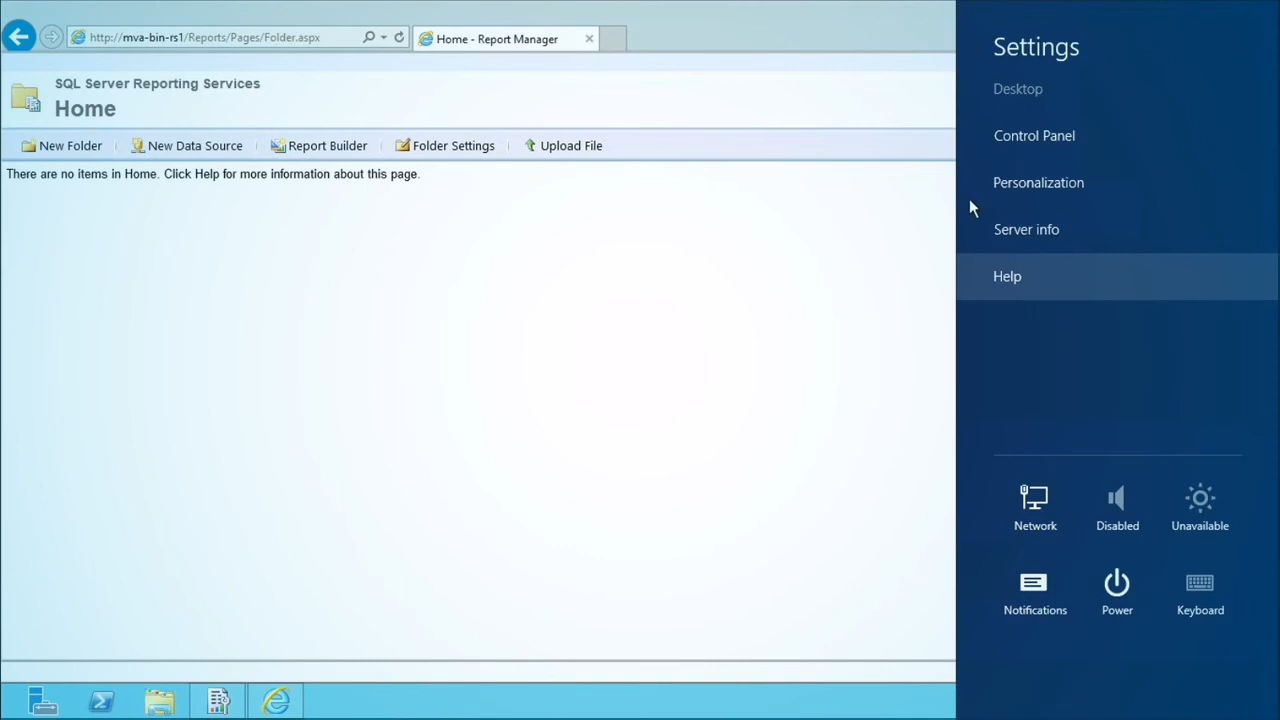 http://mva-bin-rs1/Reports/Pages/Folder.aspx
Home - Report Manager
SQL Server Reporting Services
Home
New Folder
New Data Source
Report Builder
Folder Settings
Upload File
There are no items in Home. Click Help for more information about this page.
Settings
Desktop
Control Panel
Personalization
Server info
Help
Network
Disabled
Unavailable
Notifications
Power
Keyboard